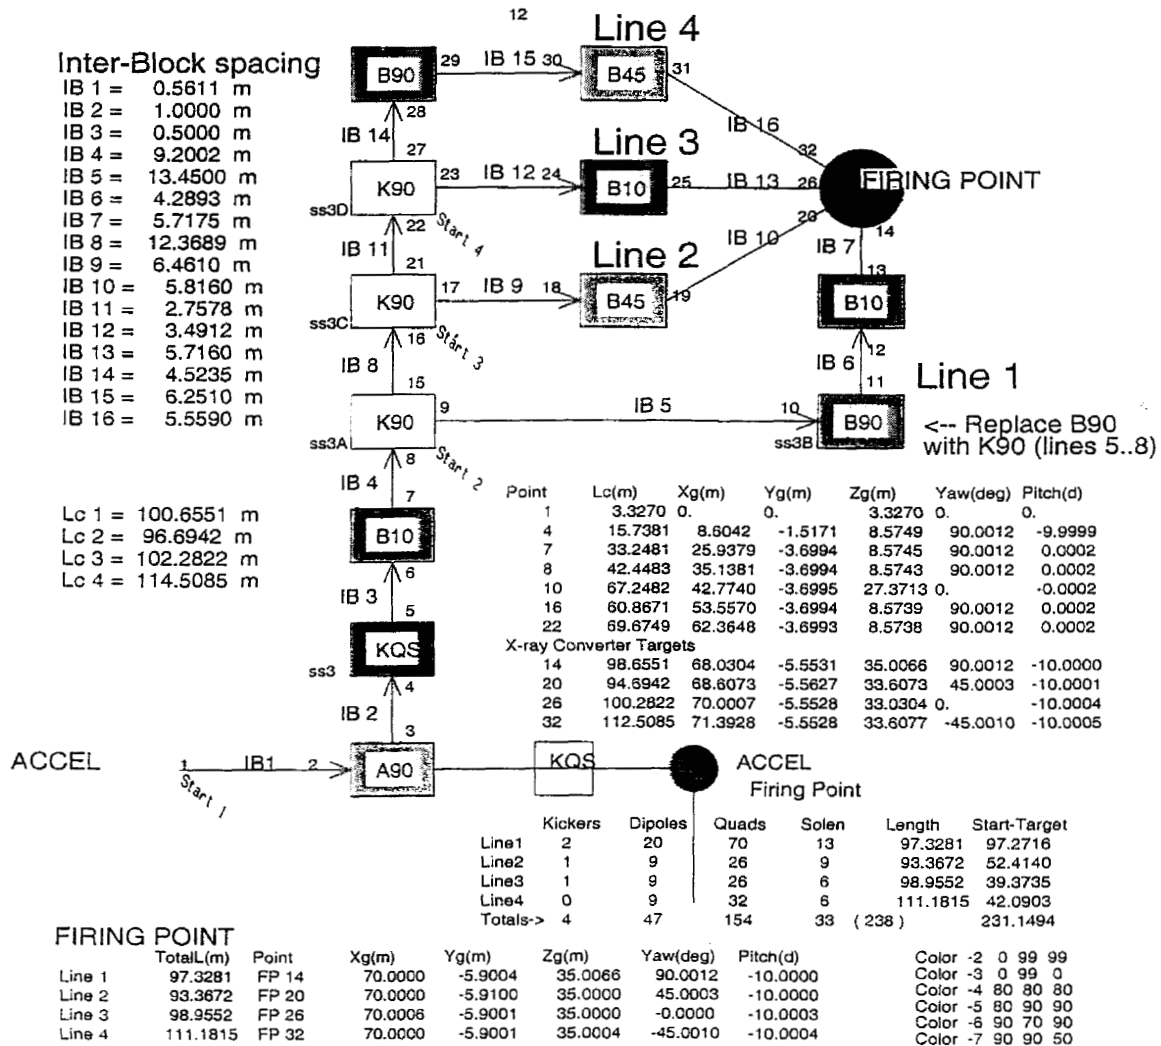 12
Inter-Block spacing
IB 1 = 0.5611 m
IB 2 = 1.0000 m
IB 3 = 0.5000 m
IB 4 = 9.2002 m
IB 5 = 13.4500 m
IB 6 = 4.2893 m
IB 7 = 5.7175 m
IB 8 = 12.3689 m
IB 9 = 6.4610 m
IB 10 = 5.8160 m
IB 11 = 2.7578 m
IB 12 = 3.4912 m
IB 13 = 5.7160 m
IB 14 = 4.5235 m
IB 15 = 6.2510 m
IB 16 = 5.5590 m
Lc 1 = 100.6551 m
Lc 2 = 96.6942 m
Lc 3 = 102.2822 m
Lc 4 = 114.5085 m
Line 4
B90 29 IB 15 30 B45 31
28
IB 14
IB 16
27
32
Line 3
K90 23 IB 12 24 B10 25 IB 13 26 FIRING POINT
ss3D
22
Start 4
20
14
IB 11
IB 10
IB 7
21
Line 2
13
K90 17 IB 9 18 B45 19
B10
ss3C
16
Start 3
12
IB 8
IB 6
15
11
Line 1
K90 9 IB 5 10 B90
ss3A
ss3B
<-- Replace B90
with K90 (lines 5..8)
8
Start 2
IB 4
7
B10
6
IB 3
5
KQS
ss3
4
IB 2
3
ACCEL 1 IB1 2 A90 KQS ACCEL
Start 1
Firing Point
Point Lc(m) Xg(m) Yg(m) Zg(m) Yaw(deg) Pitch(d)
1 3.3270 0. 0. 3.3270 0. 0.
4 15.7381 8.6042 -1.5171 8.5749 90.0012 -9.9999
7 33.2481 25.9379 -3.6994 8.5745 90.0012 0.0002
8 42.4483 35.1381 -3.6994 8.5743 90.0012 0.0002
10 67.2482 42.7740 -3.6995 27.3713 0. -0.0002
16 60.8671 53.5570 -3.6994 8.5739 90.0012 0.0002
22 69.6749 62.3648 -3.6993 8.5738 90.0012 0.0002
X-ray Converter Targets
14 98.6551 68.0304 -5.5531 35.0066 90.0012 -10.0000
20 94.6942 68.6073 -5.5627 33.6073 45.0003 -10.0001
26 100.2822 70.0007 -5.5528 33.0304 0. -10.0004
32 112.5085 71.3928 -5.5528 33.6077 -45.0010 -10.0005
Kickers Dipoles Quads Solen Length Start-Target
Line1 2 20 70 13 97.3281 97.2716
Line2 1 9 26 9 93.3672 52.4140
Line3 1 9 26 6 98.9552 39.3735
Line4 0 9 32 6 111.1815 42.0903
Totals-> 4 47 154 33 ( 238 ) 231.1494
FIRING POINT
TotalL(m) Point Xg(m) Yg(m) Zg(m) Yaw(deg) Pitch(d)
Line 1 97.3281 FP 14 70.0000 -5.9004 35.0066 90.0012 -10.0000
Line 2 93.3672 FP 20 70.0000 -5.9100 35.0000 45.0003 -10.0000
Line 3 98.9552 FP 26 70.0006 -5.9001 35.0000 -0.0000 -10.0003
Line 4 111.1815 FP 32 70.0000 -5.9001 35.0004 -45.0010 -10.0004
Color -2 0 99 99
Color -3 0 99 0
Color -4 80 80 80
Color -5 80 90 90
Color -6 90 70 90
Color -7 90 90 50